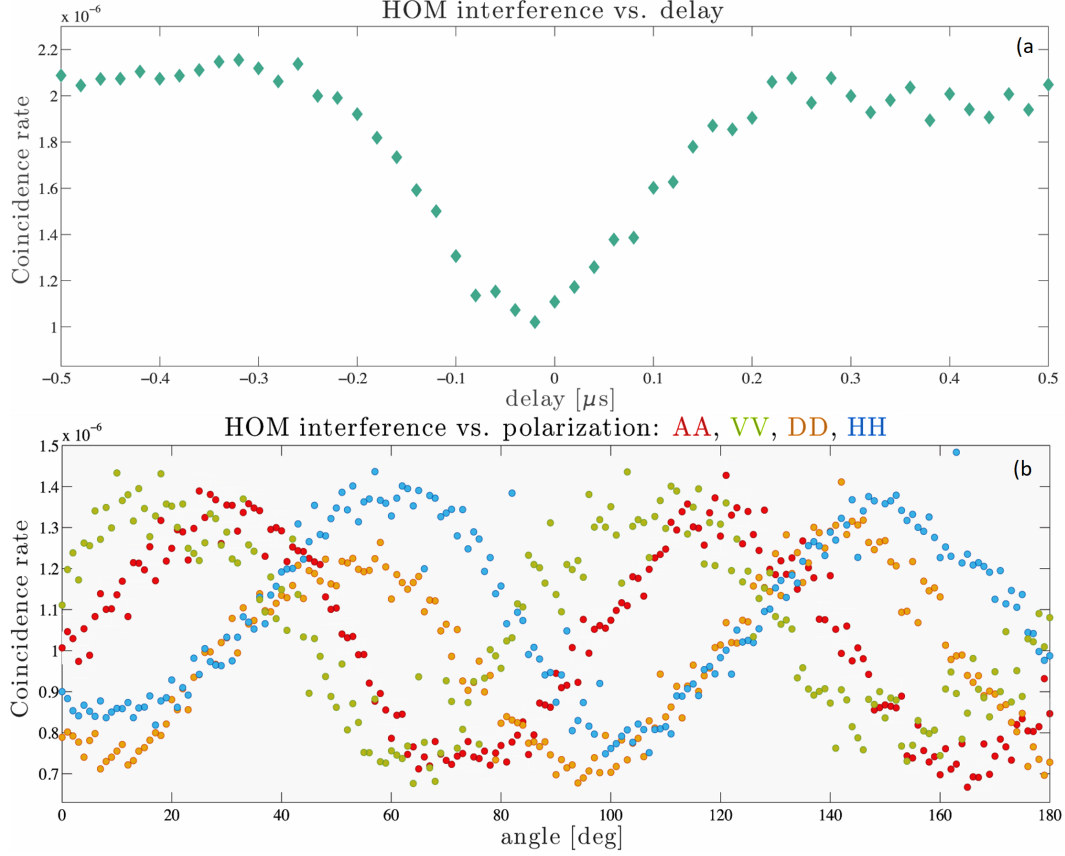 HOM interference vs. delay
x 10⁻⁶
(a
2.2
2
1.8
1.6
1.4
1.2
1
Coincidence rate
−0.5 −0.4 −0.3 −0.2 −0.1 0 0.1 0.2 0.3 0.4 0.5
delay [μs]
HOM interference vs. polarization: AA, VV, DD, HH
x 10⁻⁶
(b
1.5
1.4
1.3
1.2
1.1
1
0.9
0.8
0.7
Coincidence rate
0 20 40 60 80 100 120 140 160 180
angle [deg]